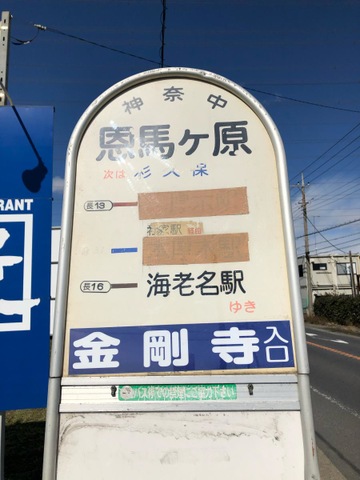 神奈中
恩馬ヶ原
次は 杉久保
長13
長16 海老名駅
ゆき
金剛寺入口
RANT